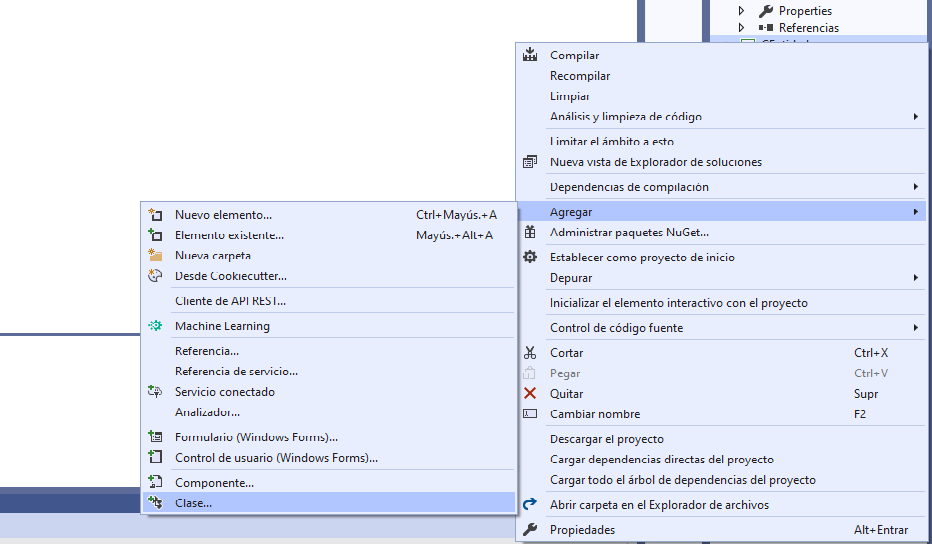 Properties
Referencias
Compilar
Recompilar
Limpiar
Análisis y limpieza de código
Limitar el ámbito a esto
Nueva vista de Explorador de soluciones
Dependencias de compilación
Agregar
Administrar paquetes NuGet...
Establecer como proyecto de inicio
Depurar
Inicializar el elemento interactivo con el proyecto
Control de código fuente
Cortar Ctrl+X
Pegar Ctrl+V
Quitar Supr
Cambiar nombre F2
Descargar el proyecto
Cargar dependencias directas del proyecto
Cargar todo el árbol de dependencias del proyecto
Abrir carpeta en el Explorador de archivos
Propiedades Alt+Entrar
Nuevo elemento... Ctrl+Mayús.+A
Elemento existente... Mayús.+Alt+A
Nueva carpeta
Desde Cookiecutter...
Cliente de API REST...
Machine Learning
Referencia...
Referencia de servicio...
Servicio conectado
Analizador...
Formulario (Windows Forms)...
Control de usuario (Windows Forms)...
Componente...
Clase...